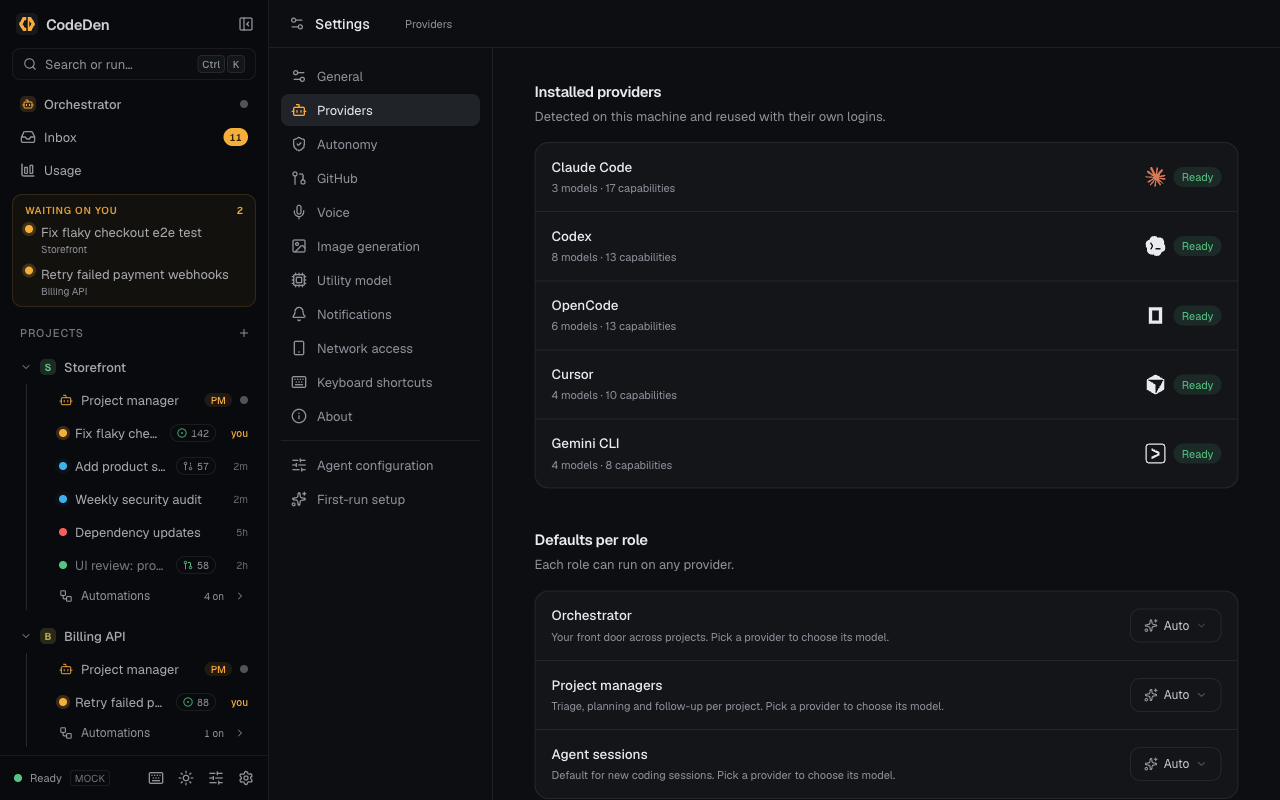 CodeDen
Search or run… Ctrl K
Orchestrator
Inbox 11
Usage
WAITING ON YOU 2
Fix flaky checkout e2e test
Storefront
Retry failed payment webhooks
Billing API
PROJECTS
S Storefront
Project manager PM
Fix flaky che… 142 you
Add product s… 57 2m
Weekly security audit 2m
Dependency updates 5h
UI review: pro… 58 2h
Automations 4 on
B Billing API
Project manager PM
Retry failed p… 88 you
Automations 1 on
Ready MOCK
Settings Providers
General
Providers
Autonomy
GitHub
Voice
Image generation
Utility model
Notifications
Network access
Keyboard shortcuts
About
Agent configuration
First-run setup
Installed providers
Detected on this machine and reused with their own logins.
Claude Code
3 models · 17 capabilities
Ready
Codex
8 models · 13 capabilities
Ready
OpenCode
6 models · 13 capabilities
Ready
Cursor
4 models · 10 capabilities
Ready
Gemini CLI
4 models · 8 capabilities
Ready
Defaults per role
Each role can run on any provider.
Orchestrator
Your front door across projects. Pick a provider to choose its model.
Auto
Project managers
Triage, planning and follow-up per project. Pick a provider to choose its model.
Auto
Agent sessions
Default for new coding sessions. Pick a provider to choose its model.
Auto